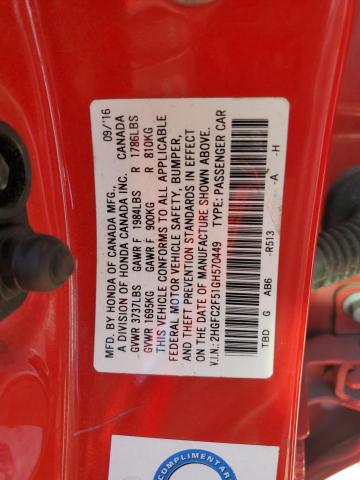 MFD. BY HONDA OF CANADA MFG., 09/'16
A DIVISION OF HONDA CANADA INC. CANADA
GVWR 3737LBS GAWR F 1984LBS R 1786LBS
GVWR 1695KG GAWR F 900KG R 810KG
THIS VEHICLE CONFORMS TO ALL APPLICABLE
FEDERAL MOTOR VEHICLE SAFETY, BUMPER,
AND THEFT PREVENTION STANDARDS IN EFFECT
ON THE DATE OF MANUFACTURE SHOWN ABOVE.
V.I.N.: 2HGFC2F51GH570449 TYPE: PASSENGER CAR
TBD G AB6 -R513 -A -H
COMPLIMENTARY